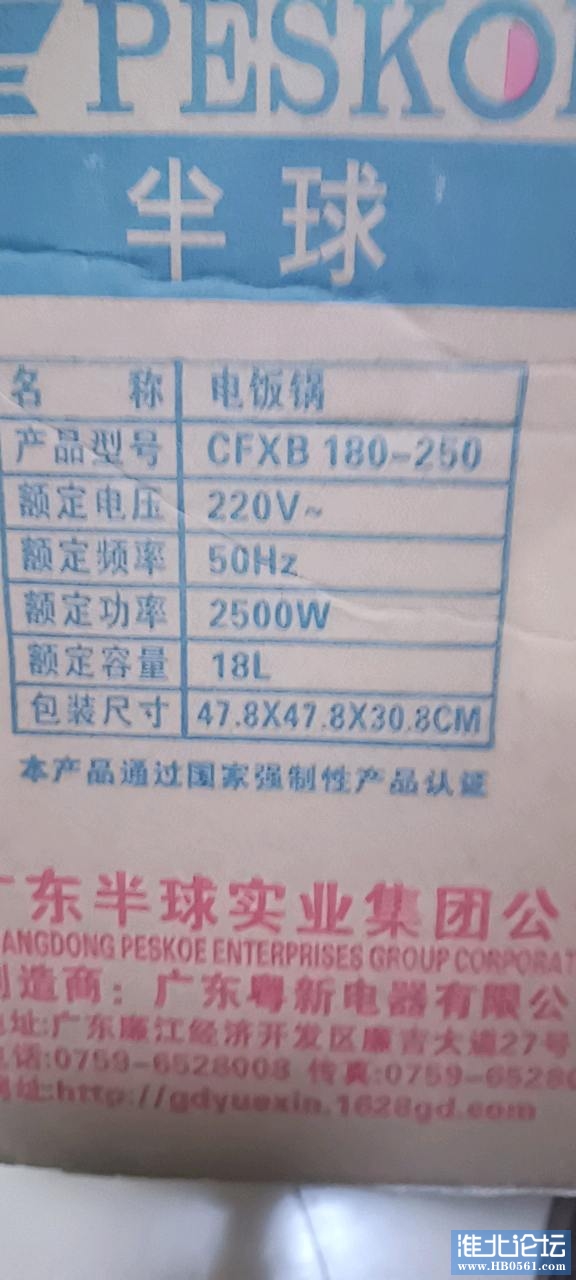 PESKO
半球
名称 电饭锅
产品型号 CFXB 180-250
额定电压 220V~
额定频率 50Hz
额定功率 2500W
额定容量 18L
包装尺寸 47.8X47.8X30.8CM
本产品通过国家强制性产品认证
广东半球实业集团公
ANGDONG PESKOE ENTERPRISES GROUP CORPORAT
制造商：广东粤新电器有限公
地址:广东廉江经济开发区廉吉大道27号
电话:0759-6528008 传真:0759-6528
网址:http://gdyuexin.1628gd.com
淮北论坛
www.HB0561.com